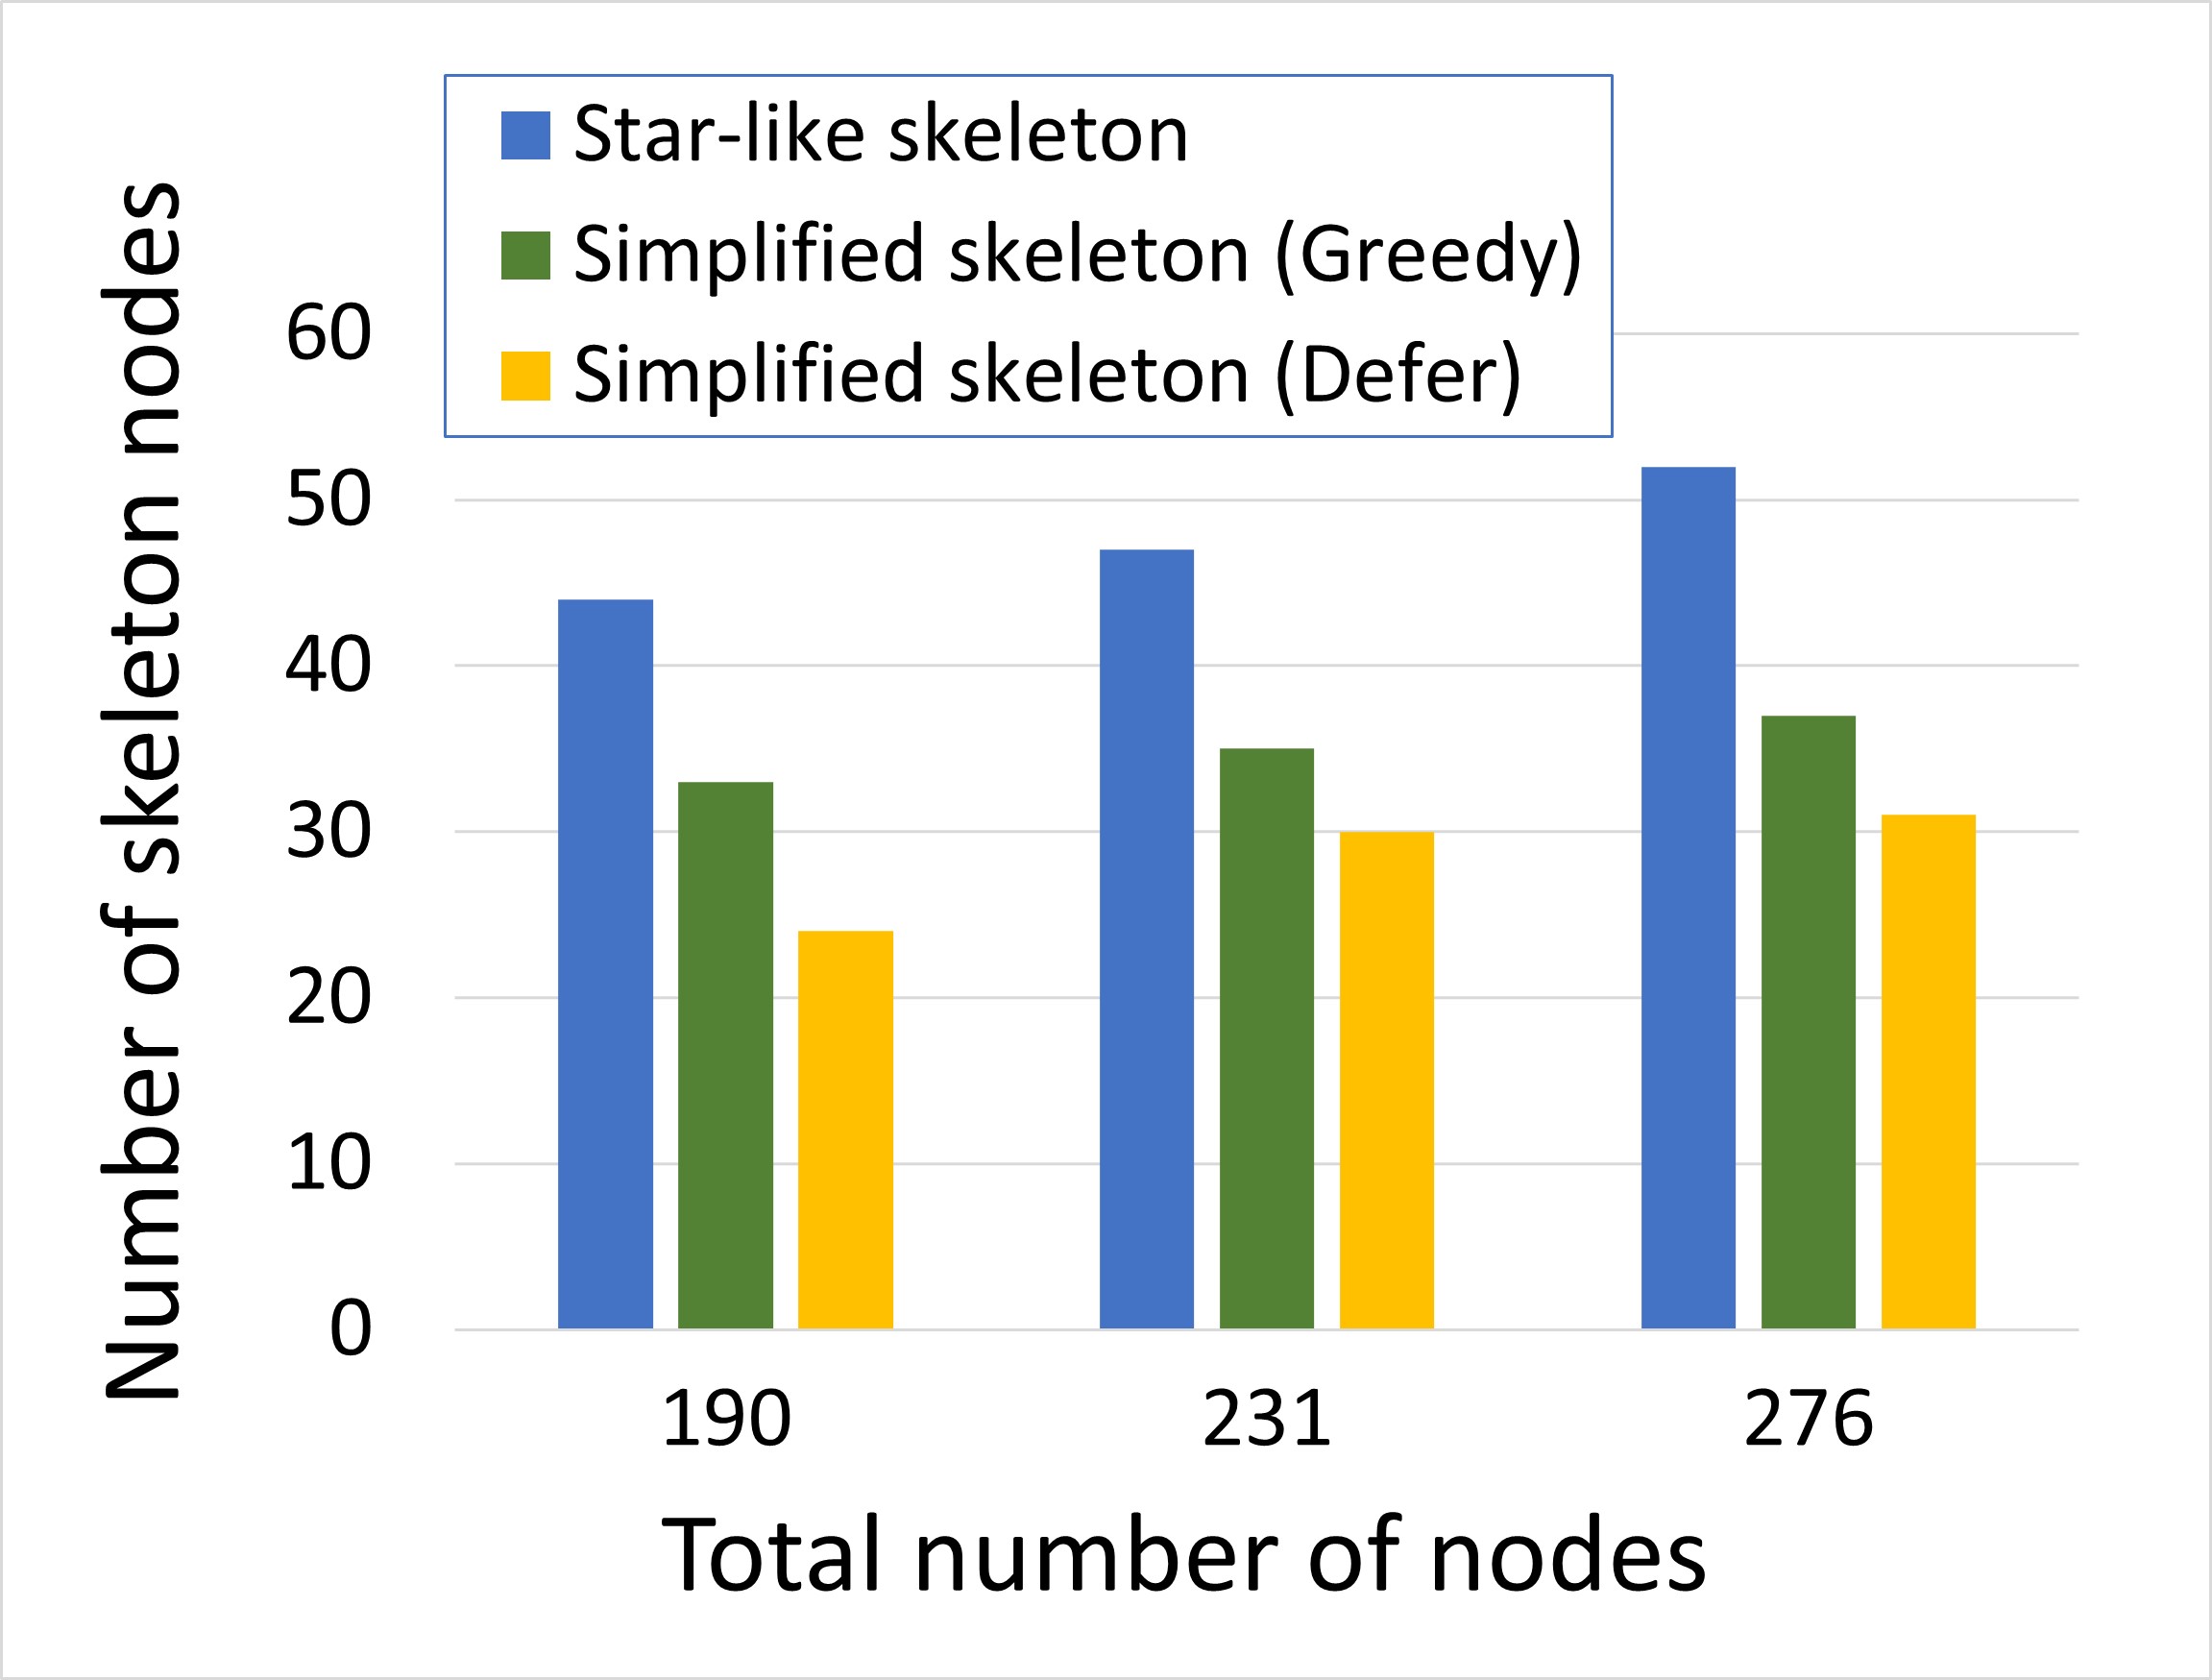 Star-like skeleton
Simplified skeleton (Greedy)
Simplified skeleton (Defer)
Number of skeleton nodes
60
50
40
30
20
10
0
190 231 276
Total number of nodes